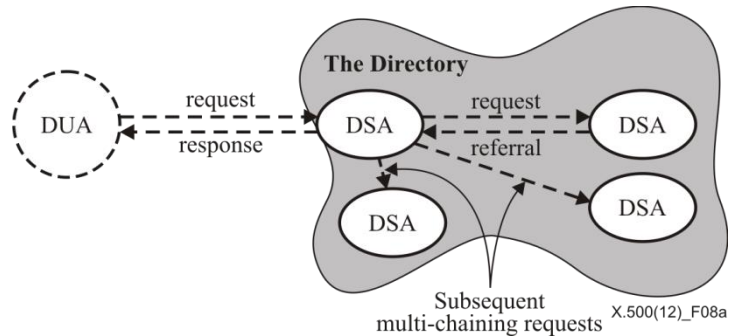 The Directory
request
request
DUA
DSA
DSA
response
referral
DSA
DSA
Subsequent
multi-chaining requests
X.500(12)_F08a